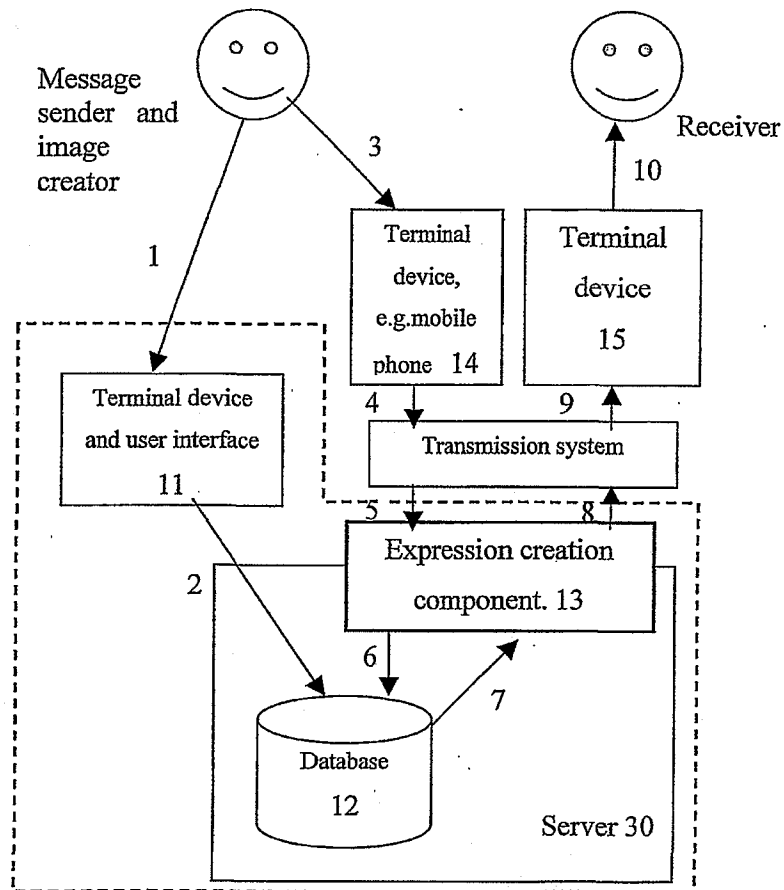 Message
sender and
image
creator
Receiver
3
10
1
Terminal
device,
e.g.mobile
phone 14
Terminal
device
15
4
9
Terminal device
and user interface
11
Transmission system
5
8
Expression creation
component. 13
2
6
7
Database
12
Server 30